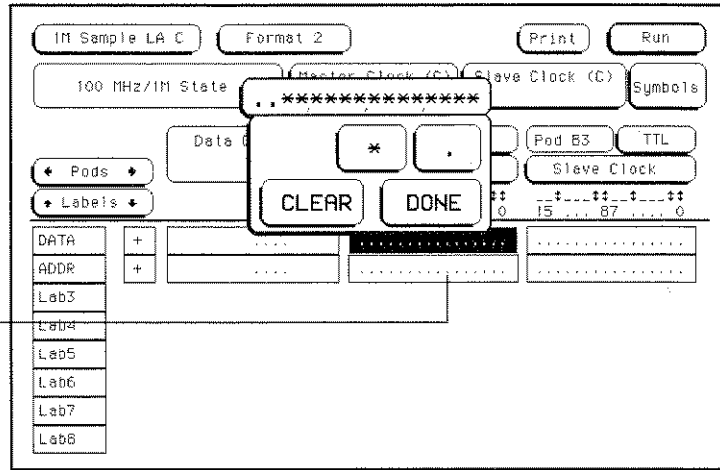 1M Sample LA C Format 2 Print Run
100 MHz/1M State Master Clock (C) Slave Clock (C) Symbols
..**************
Data Pod B3 TTL
* .
← Pods → Slave Clock
↑ Labels ↓ CLEAR DONE
0 15 ... 87 .... 0
DATA + .... ................ ................
ADDR + .... ................ ................
Lab3
Lab4
Lab5
Lab6
Lab7
Lab8